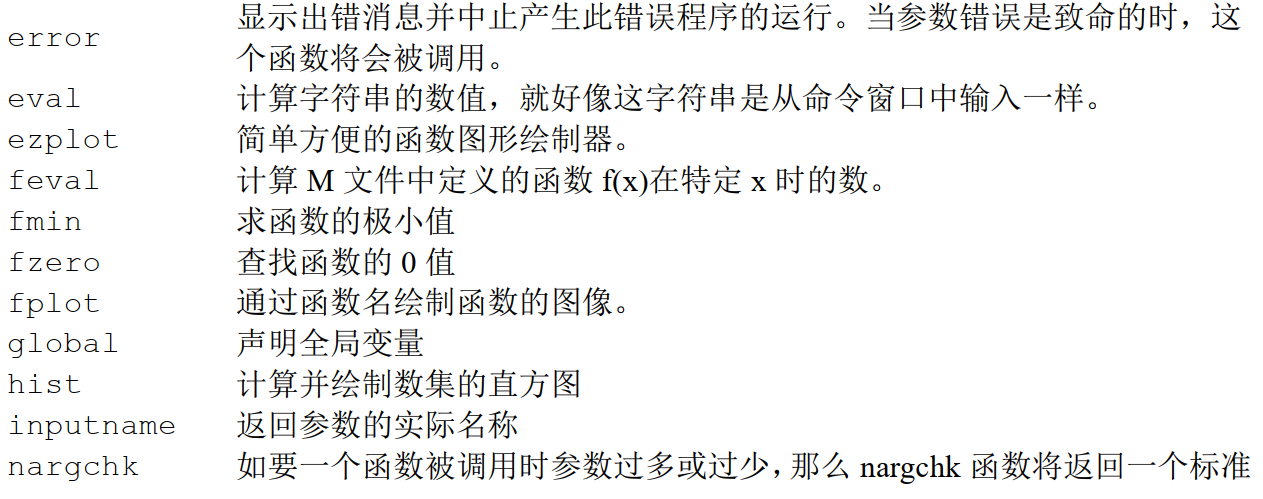 error 显示出错消息并中止产生此错误程序的运行。当参数错误是致命的时，这
个函数将会被调用。
eval 计算字符串的数值，就好像这字符串是从命令窗口中输入一样。
ezplot 简单方便的函数图形绘制器。
feval 计算 M 文件中定义的函数 f(x)在特定 x 时的数。
fmin 求函数的极小值
fzero 查找函数的 0 值
fplot 通过函数名绘制函数的图像。
global 声明全局变量
hist 计算并绘制数集的直方图
inputname 返回参数的实际名称
nargchk 如要一个函数被调用时参数过多或过少，那么 nargchk 函数将返回一个标准